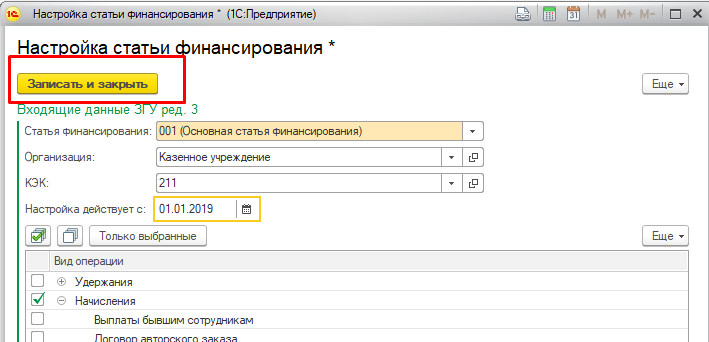 1С Настройка статьи финансирования * (1С:Предприятие) 31 M M+ M−
Настройка статьи финансирования *
Записать и закрыть Еще
Входящие данные ЗГУ ред. 3
Статья финансирования: 001 (Основная статья финансирования)
Организация: Казенное учреждение
КЭК: 211
Настройка действует с: 01.01.2019
Только выбранные Еще
Вид операции
Удержания
Начисления
Выплаты бывшим сотрудникам
Договор авторского заказа